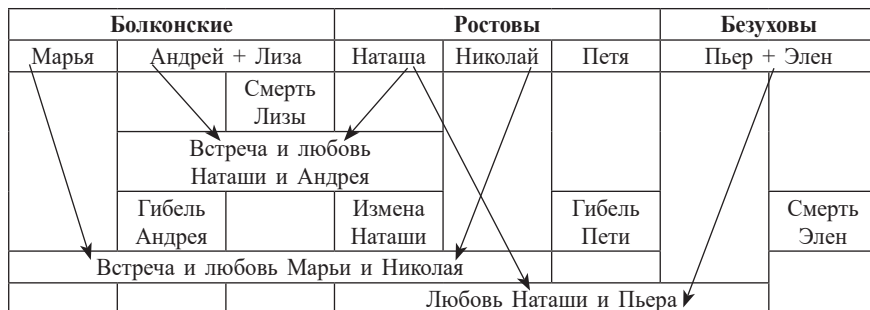 Болконские Ростовы Безуховы
Марья Андрей + Лиза Наташа Николай Петя Пьер + Элен
Смерть
Лизы
Встреча и любовь
Наташи и Андрея
Гибель Измена Гибель Смерть
Андрея Наташи Пети Элен
Встреча и любовь Марьи и Николая
Любовь Наташи и Пьера